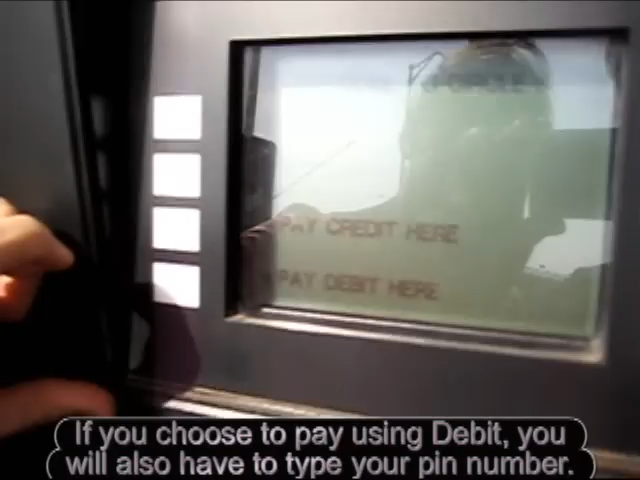 PAY CREDIT HERE
PAY DEBIT HERE
If you choose to pay using Debit, you
will also have to type your pin number.